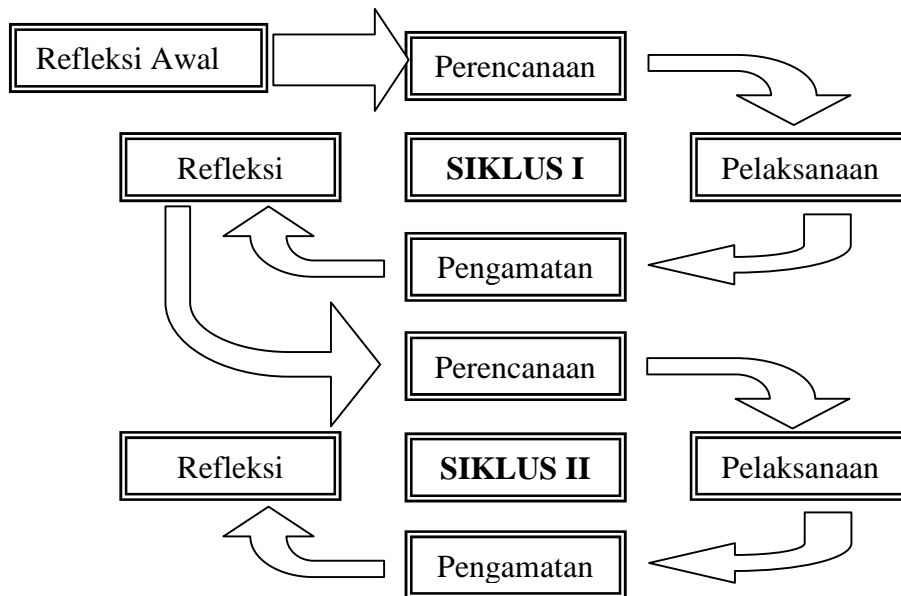 Refleksi Awal
Perencanaan
Refleksi
SIKLUS I
Pelaksanaan
Pengamatan
Perencanaan
Refleksi
SIKLUS II
Pelaksanaan
Pengamatan